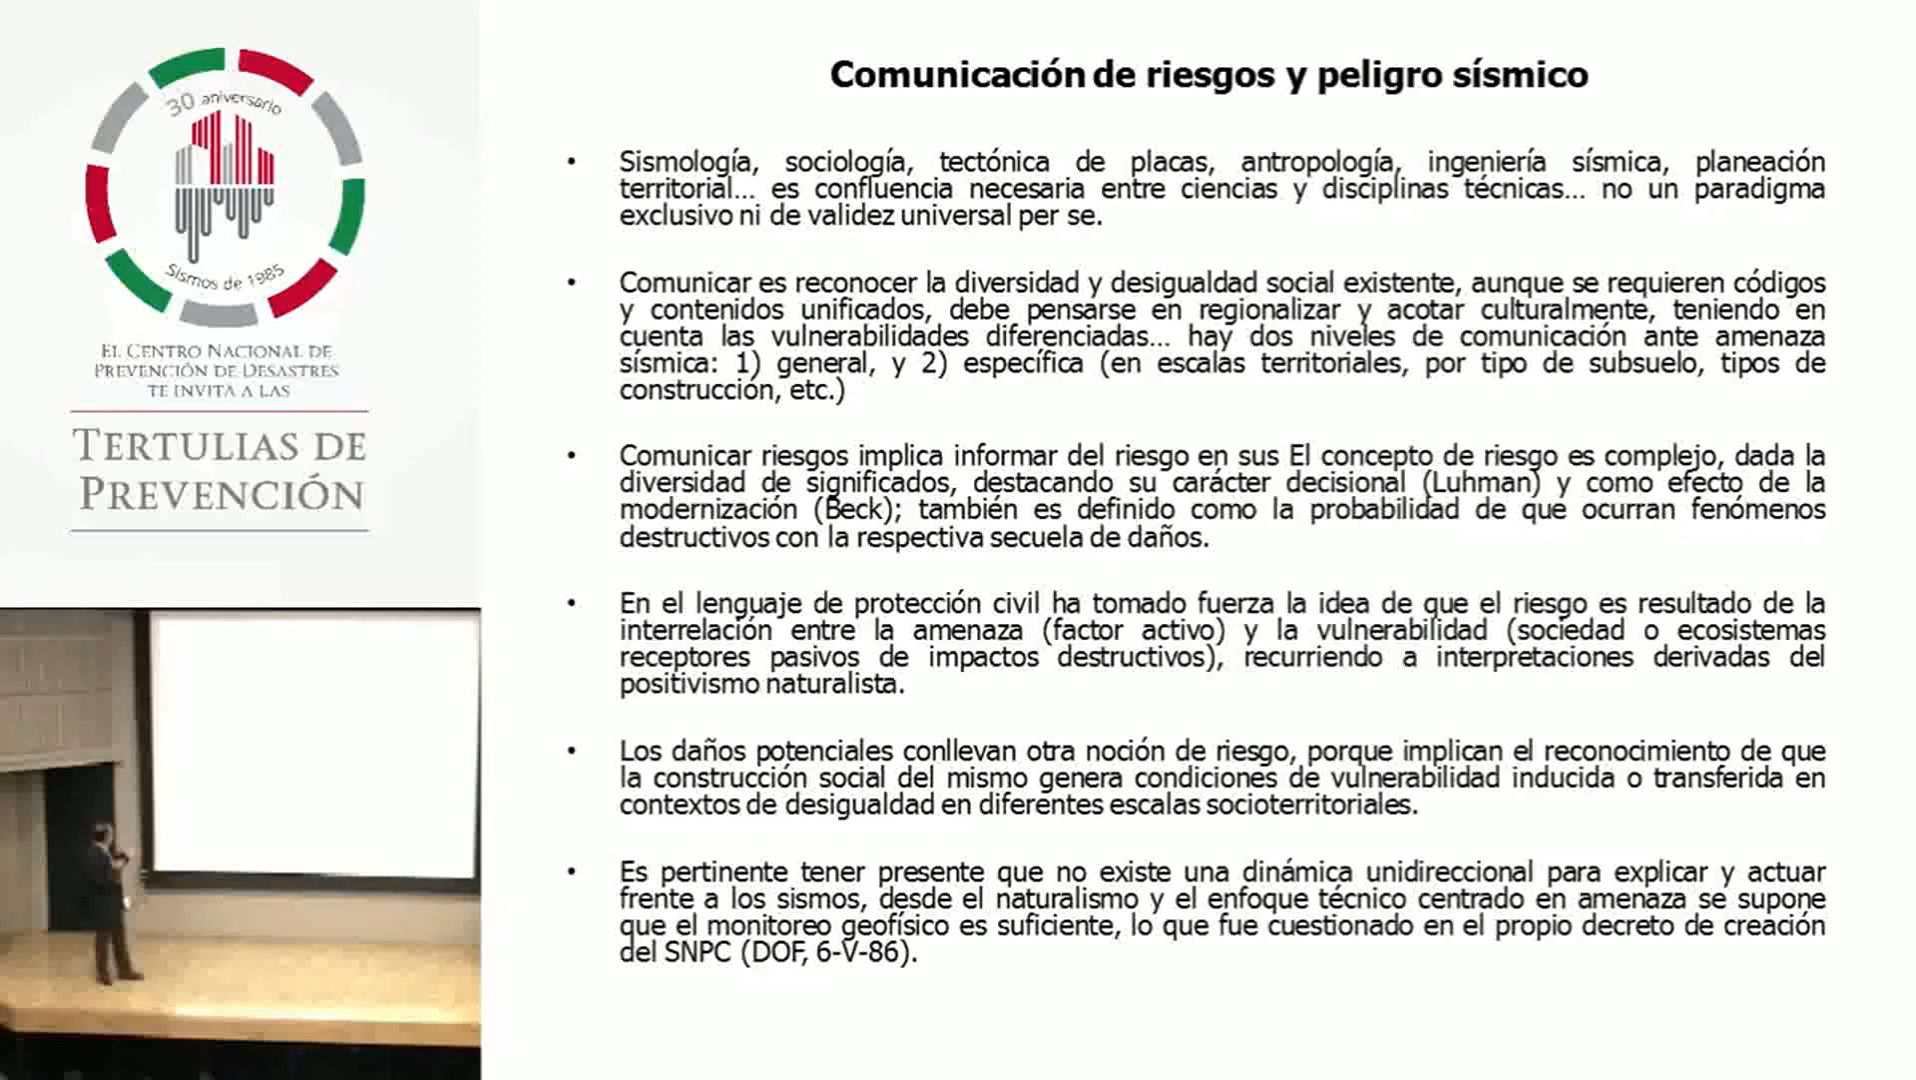 30 aniversario
Sismos de 1985
EL CENTRO NACIONAL DE
PREVENCIÓN DE DESASTRES
TE INVITA A LAS
TERTULIAS DE
PREVENCIÓN
Comunicación de riesgos y peligro sísmico
• Sismología, sociología, tectónica de placas, antropología, ingeniería sísmica, planeación
territorial... es confluencia necesaria entre ciencias y disciplinas técnicas... no un paradigma
exclusivo ni de validez universal per se.
• Comunicar es reconocer la diversidad y desigualdad social existente, aunque se requieren códigos
y contenidos unificados, debe pensarse en regionalizar y acotar culturalmente, teniendo en
cuenta las vulnerabilidades diferenciadas... hay dos niveles de comunicación ante amenaza
sísmica: 1) general, y 2) específica (en escalas territoriales, por tipo de subsuelo, tipos de
construcción, etc.)
• Comunicar riesgos implica informar del riesgo en sus El concepto de riesgo es complejo, dada la
diversidad de significados, destacando su carácter decisional (Luhman) y como efecto de la
modernización (Beck); también es definido como la probabilidad de que ocurran fenómenos
destructivos con la respectiva secuela de daños.
• En el lenguaje de protección civil ha tomado fuerza la idea de que el riesgo es resultado de la
interrelación entre la amenaza (factor activo) y la vulnerabilidad (sociedad o ecosistemas
receptores pasivos de impactos destructivos), recurriendo a interpretaciones derivadas del
positivismo naturalista.
• Los daños potenciales conllevan otra noción de riesgo, porque implican el reconocimiento de que
la construcción social del mismo genera condiciones de vulnerabilidad inducida o transferida en
contextos de desigualdad en diferentes escalas socioterritoriales.
• Es pertinente tener presente que no existe una dinámica unidireccional para explicar y actuar
frente a los sismos, desde el naturalismo y el enfoque técnico centrado en amenaza se supone
que el monitoreo geofísico es suficiente, lo que fue cuestionado en el propio decreto de creación
del SNPC (DOF, 6-V-86).